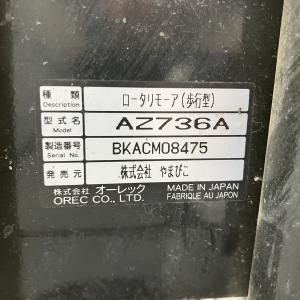 種類 Description ロータリモーア(歩行型)
型式名 Model AZ736A
製造番号 Serial No. BKACM08475
発売元 株式会社 やまびこ
株式会社 オーレック MADE IN JAPAN
OREC CO., LTD. FABRIQUE AU JAPON